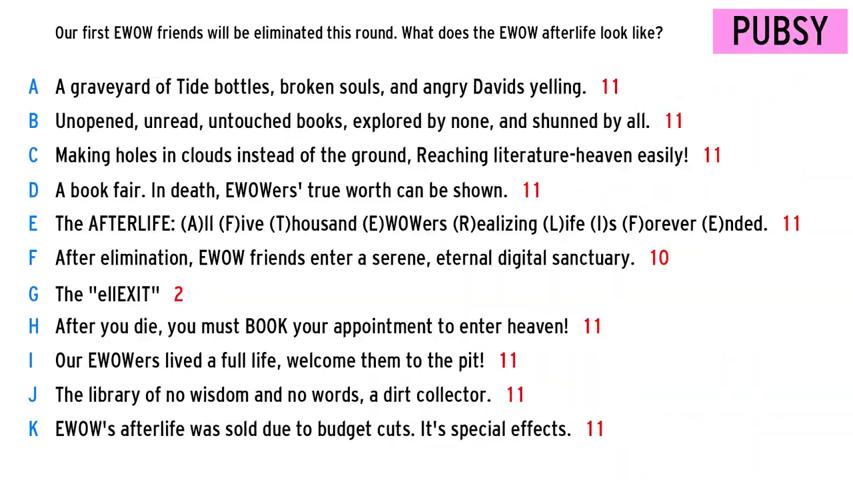 Our first EWOW friends will be eliminated this round. What does the EWOW afterlife look like?
PUBSY
A A graveyard of Tide bottles, broken souls, and angry Davids yelling. 11
B Unopened, unread, untouched books, explored by none, and shunned by all. 11
C Making holes in clouds instead of the ground, Reaching literature-heaven easily! 11
D A book fair. In death, EWOWers' true worth can be shown. 11
E The AFTERLIFE: (A)ll (F)ive (T)housand (E)WOWers (R)ealizing (L)ife (I)s (F)orever (E)nded. 11
F After elimination, EWOW friends enter a serene, eternal digital sanctuary. 10
G The "ellEXIT" 2
H After you die, you must BOOK your appointment to enter heaven! 11
I Our EWOWers lived a full life, welcome them to the pit! 11
J The library of no wisdom and no words, a dirt collector. 11
K EWOW's afterlife was sold due to budget cuts. It's special effects. 11